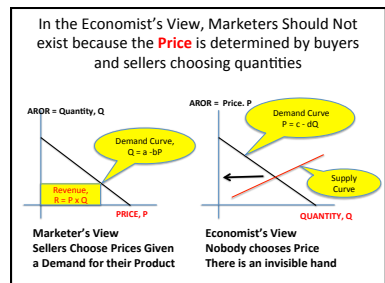 In the Economist's View, Marketers Should Not
exist because the Price is determined by buyers
and sellers choosing quantities
AROR = Quantity, Q
Demand Curve,
Q = a -bP
Revenue,
R = P x Q
PRICE, P
Marketer's View
Sellers Choose Prices Given
a Demand for their Product
AROR = Price. P
Demand Curve
P = c - dQ
Supply
Curve
QUANTITY, Q
Economist's View
Nobody chooses Price
There is an invisible hand